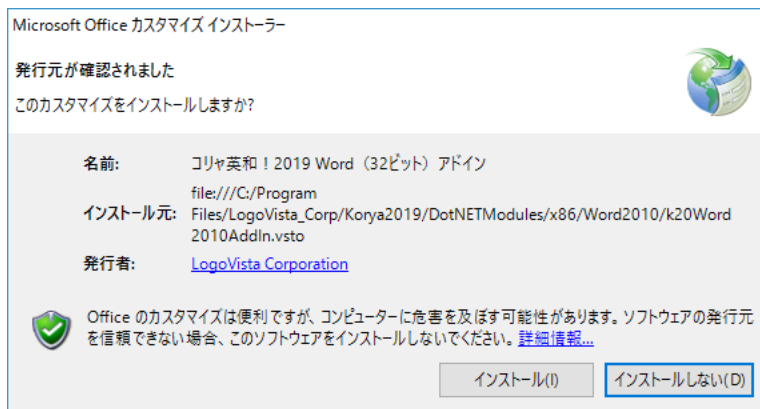 Microsoft Office カスタマイズ インストーラー
発行元が確認されました
このカスタマイズをインストールしますか?
名前: コリャ英和！2019 Word（32ビット）アドイン
file:///C:/Program
インストール元: Files/LogoVista_Corp/Korya2019/DotNETModules/x86/Word2010/k20Word
2010AddIn.vsto
発行者: LogoVista Corporation
Office のカスタマイズは便利ですが、コンピューターに危害を及ぼす可能性があります。ソフトウェアの発行元
を信頼できない場合、このソフトウェアをインストールしないでください。詳細情報...
インストール(I) インストールしない(D)